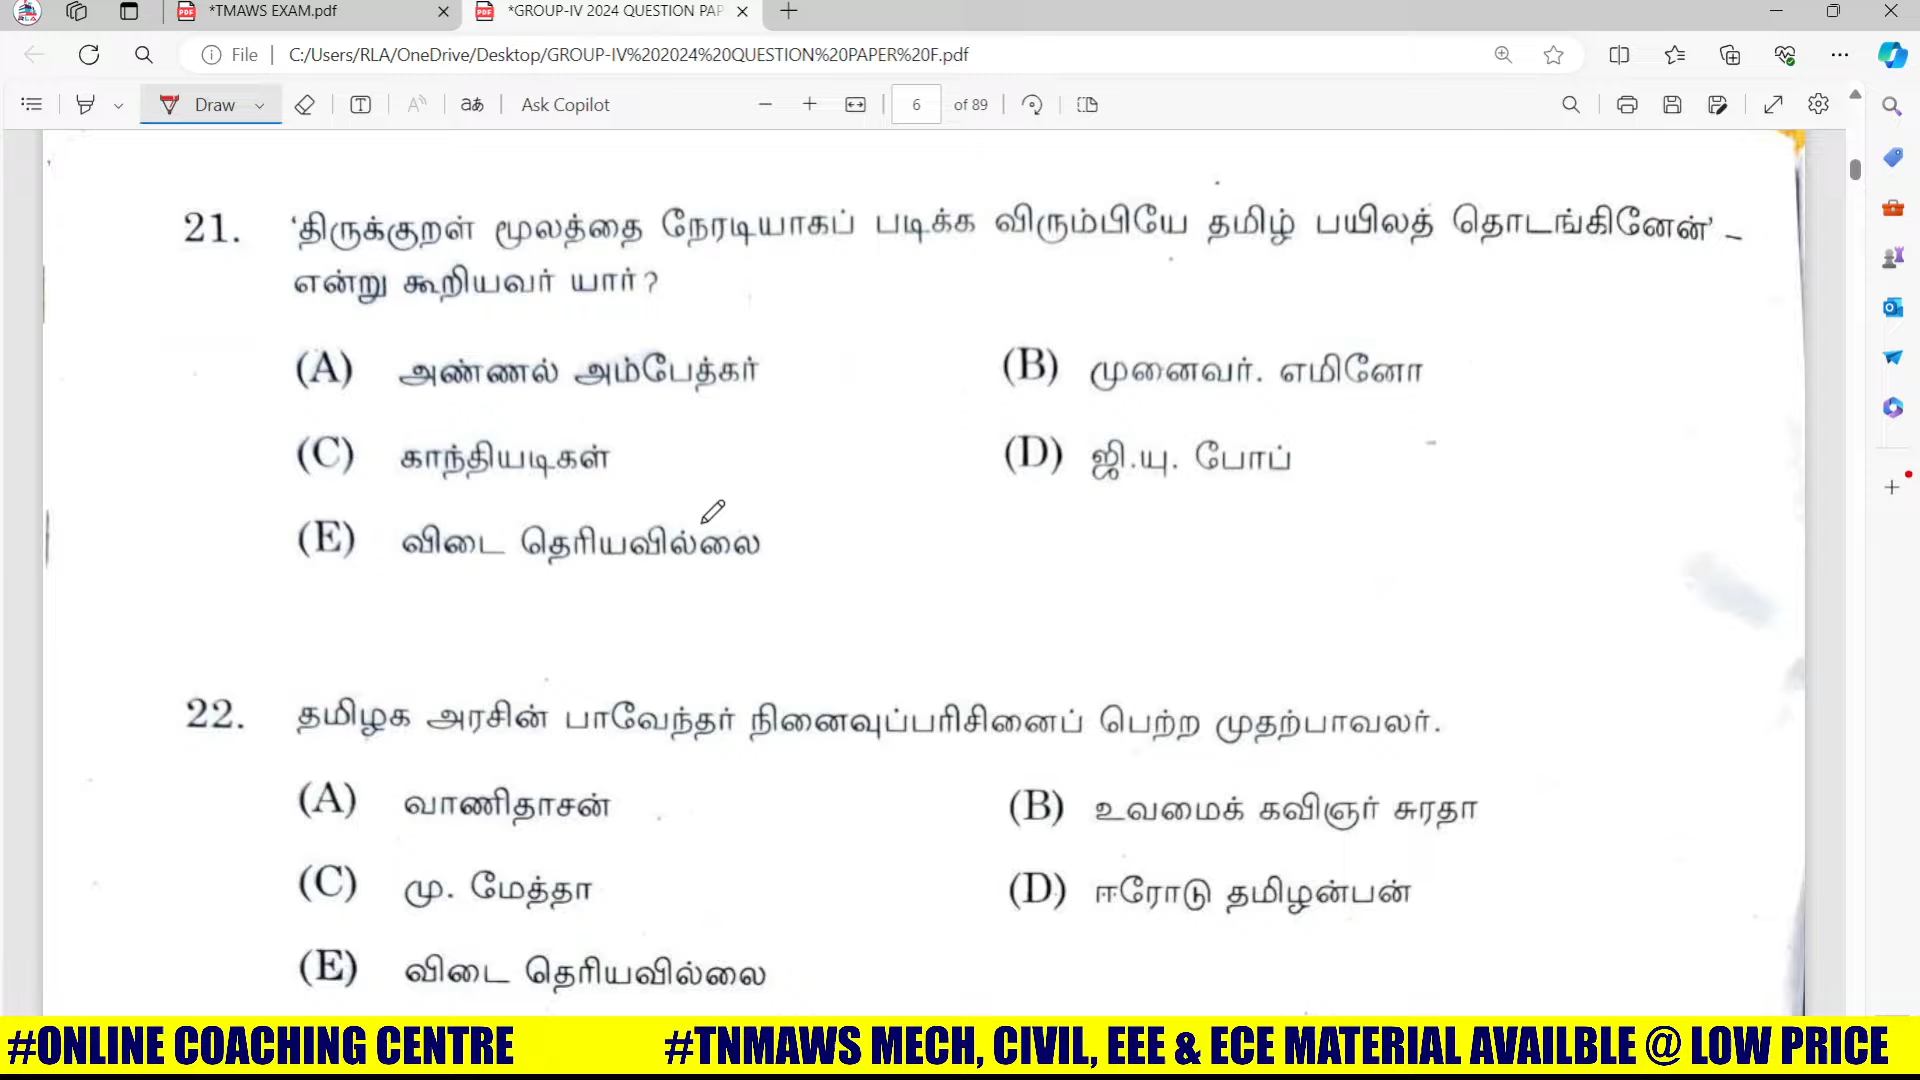 *TMAWS EXAM.pdf
*GROUP-IV 2024 QUESTION PAP
File
C:/Users/RLA/OneDrive/Desktop/GROUP-IV%202024%20QUESTION%20PAPER%20F.pdf
Draw
T
aあ
Ask Copilot
6
of 89
21. 'திருக்குறள் மூலத்தை நேரடியாகப் படிக்க விரும்பியே தமிழ் பயிலத் தொடங்கினேன்' –
என்று கூறியவர் யார்?
(A) அண்ணல் அம்பேத்கர்
(B) முனைவர். எமினோ
(C) காந்தியடிகள்
(D) ஜி.யு. போப்
(E) விடை தெரியவில்லை
22. தமிழக அரசின் பாவேந்தர் நினைவுப்பரிசினைப் பெற்ற முதற்பாவலர்.
(A) வாணிதாசன்
(B) உவமைக் கவிஞர் சுரதா
(C) மு. மேத்தா
(D) ஈரோடு தமிழன்பன்
(E) விடை தெரியவில்லை
#ONLINE COACHING CENTRE
#TNMAWS MECH, CIVIL, EEE & ECE MATERIAL AVAILBLE @ LOW PRICE